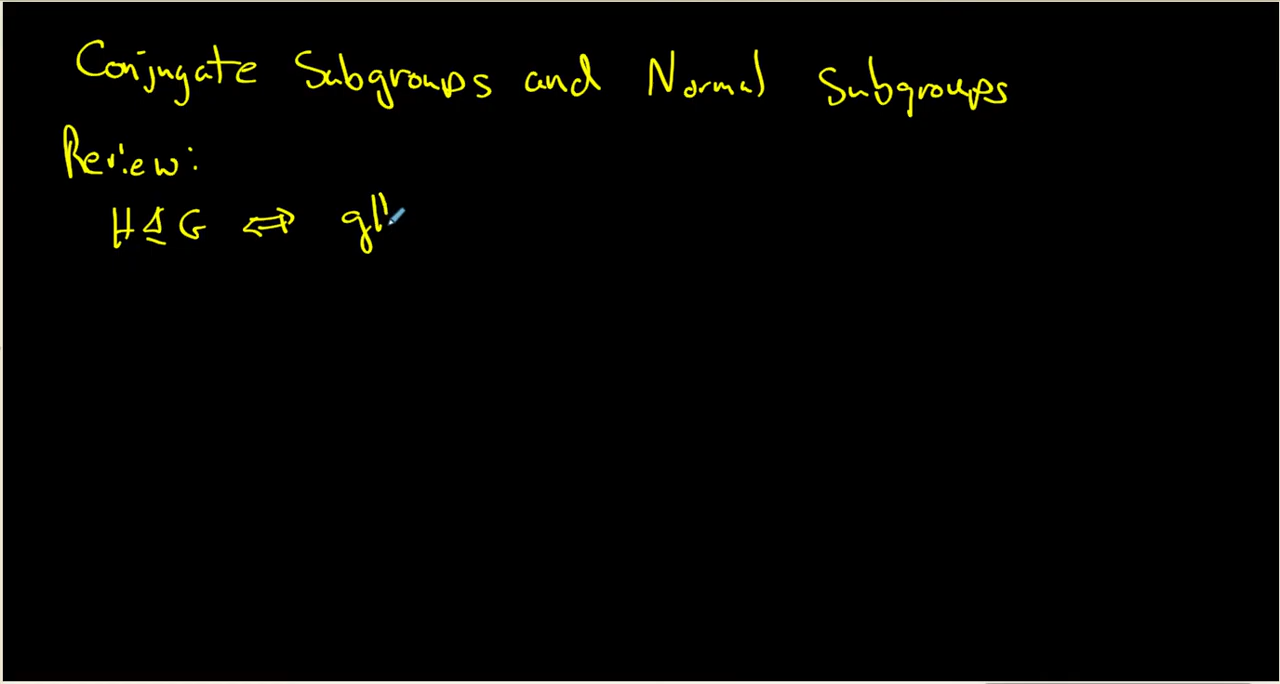 Conjugate Subgroups and Normal Subgroups
Review:
H ⊴ G ⇔ g